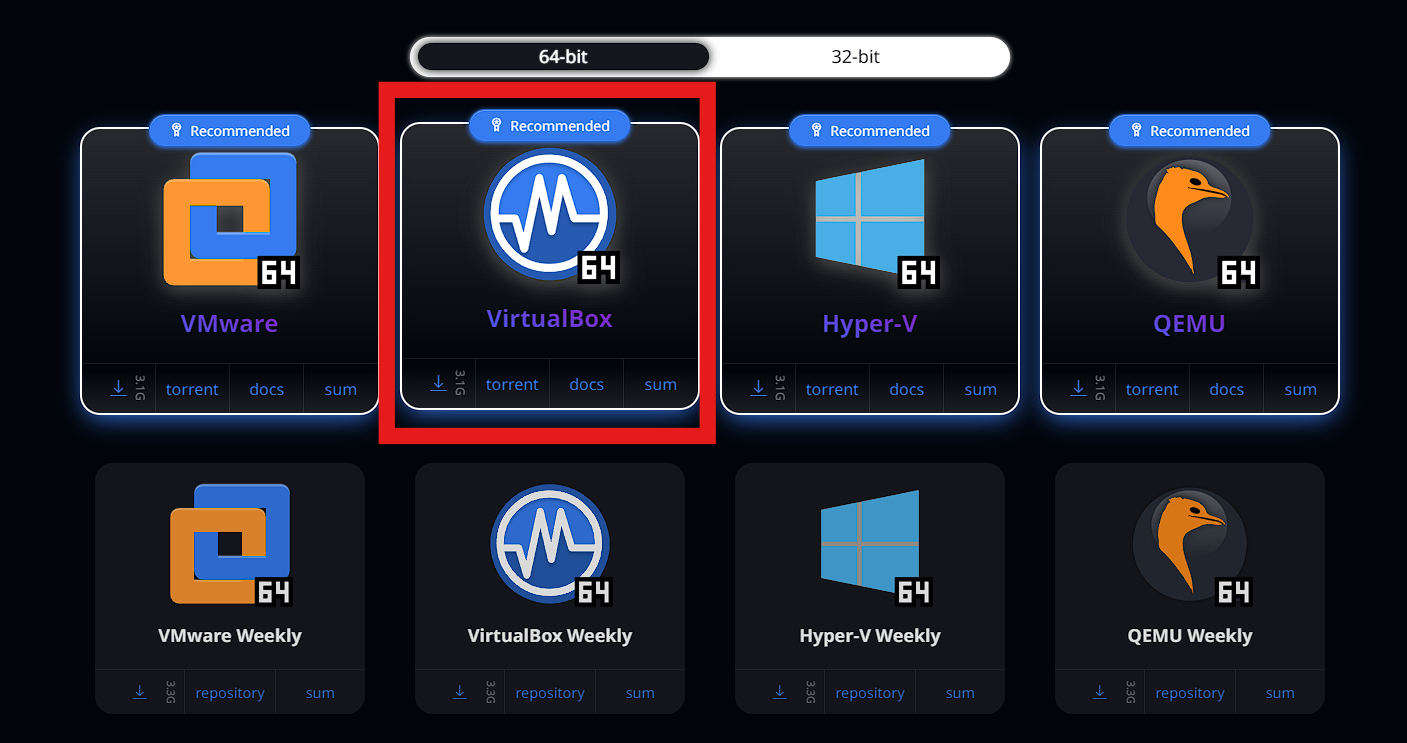 64-bit
32-bit
Recommended
Recommended
Recommended
Recommended
64
64
64
64
VMware
VirtualBox
Hyper-V
QEMU
3.1G
torrent
docs
sum
3.1G
torrent
docs
sum
3.1G
torrent
docs
sum
3.1G
torrent
docs
sum
64
64
64
64
VMware Weekly
VirtualBox Weekly
Hyper-V Weekly
QEMU Weekly
3.3G
repository
sum
3.3G
repository
sum
3.3G
repository
sum
3.3G
repository
sum